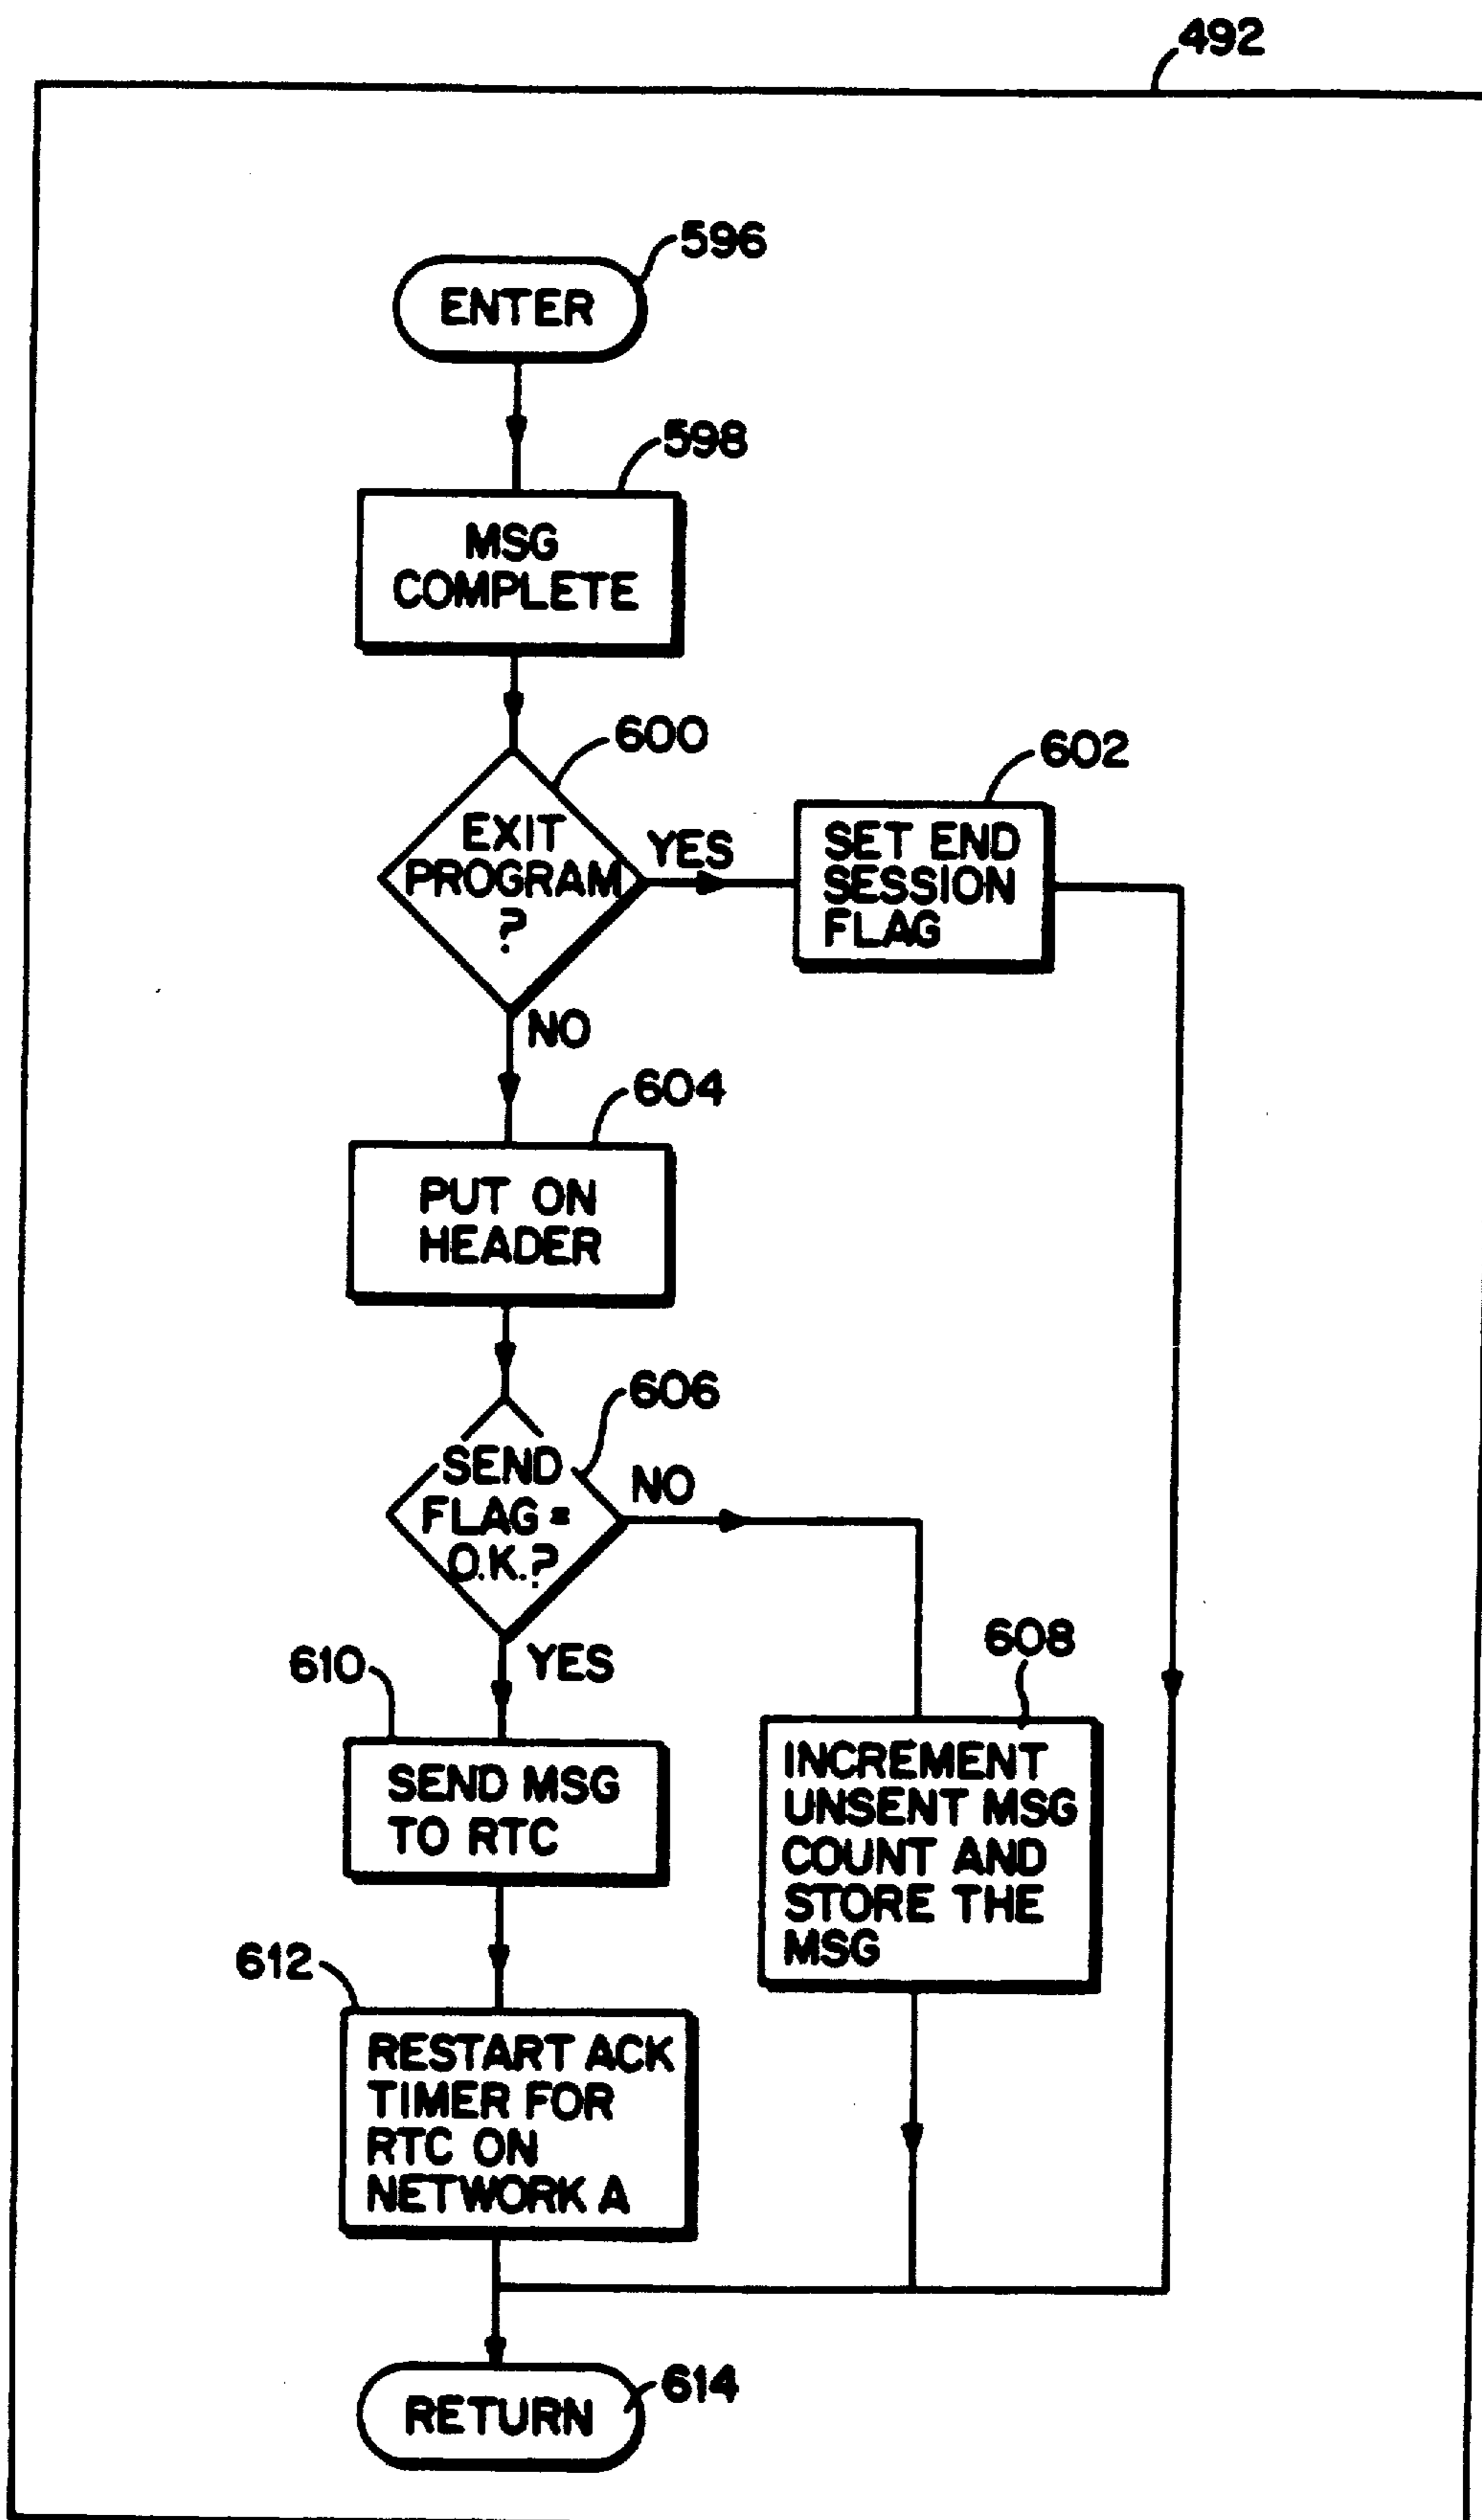 492
596
ENTER
598
MSG
COMPLETE
600
EXIT
PROGRAM
?
YES
602
SET END
SESSION
FLAG
NO
604
PUT ON
HEADER
606
SEND
FLAG =
O.K.?
NO
YES
610
SEND MSG
TO RTC
608
INCREMENT
UNSENT MSG
COUNT AND
STORE THE
MSG
612
RESTART ACK
TIMER FOR
RTC ON
NETWORK A
614
RETURN